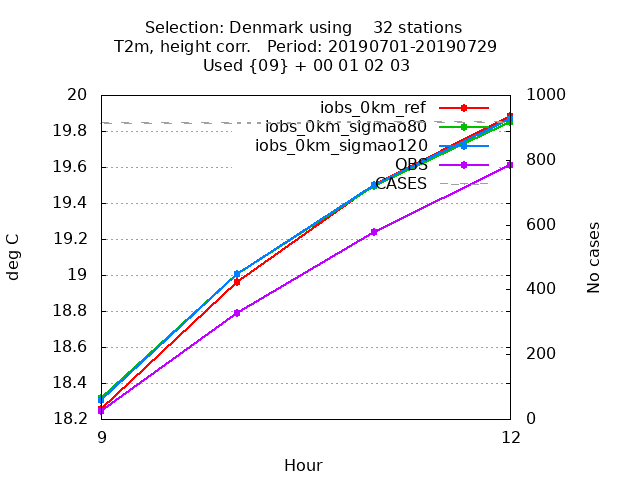 Selection: Denmark using    32 stations
T2m, height corr.   Period: 20190701-20190729
Used {09} + 00 01 02 03
20
19.8
19.6
19.4
19.2
19
18.8
18.6
18.4
18.2
deg C
iobs_0km_ref
iobs_0km_sigmao80
iobs_0km_sigmao120
OBS
CASES
1000
800
600
400
200
0
No cases
9
12
Hour